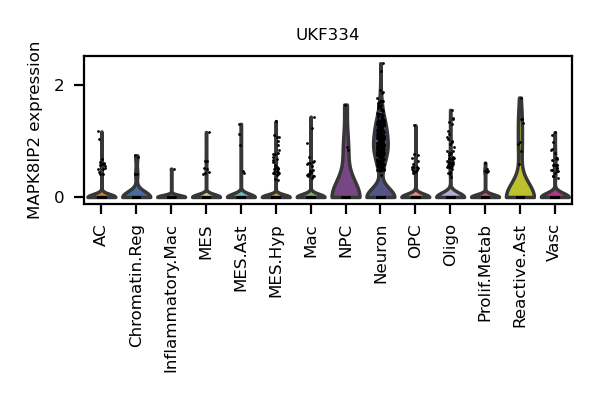 UKF334
MAPK8IP2 expression
2
0
AC
Chromatin.Reg
Inflammatory.Mac
MES
MES.Ast
MES.Hyp
Mac
NPC
Neuron
OPC
Oligo
Prolif.Metab
Reactive.Ast
Vasc